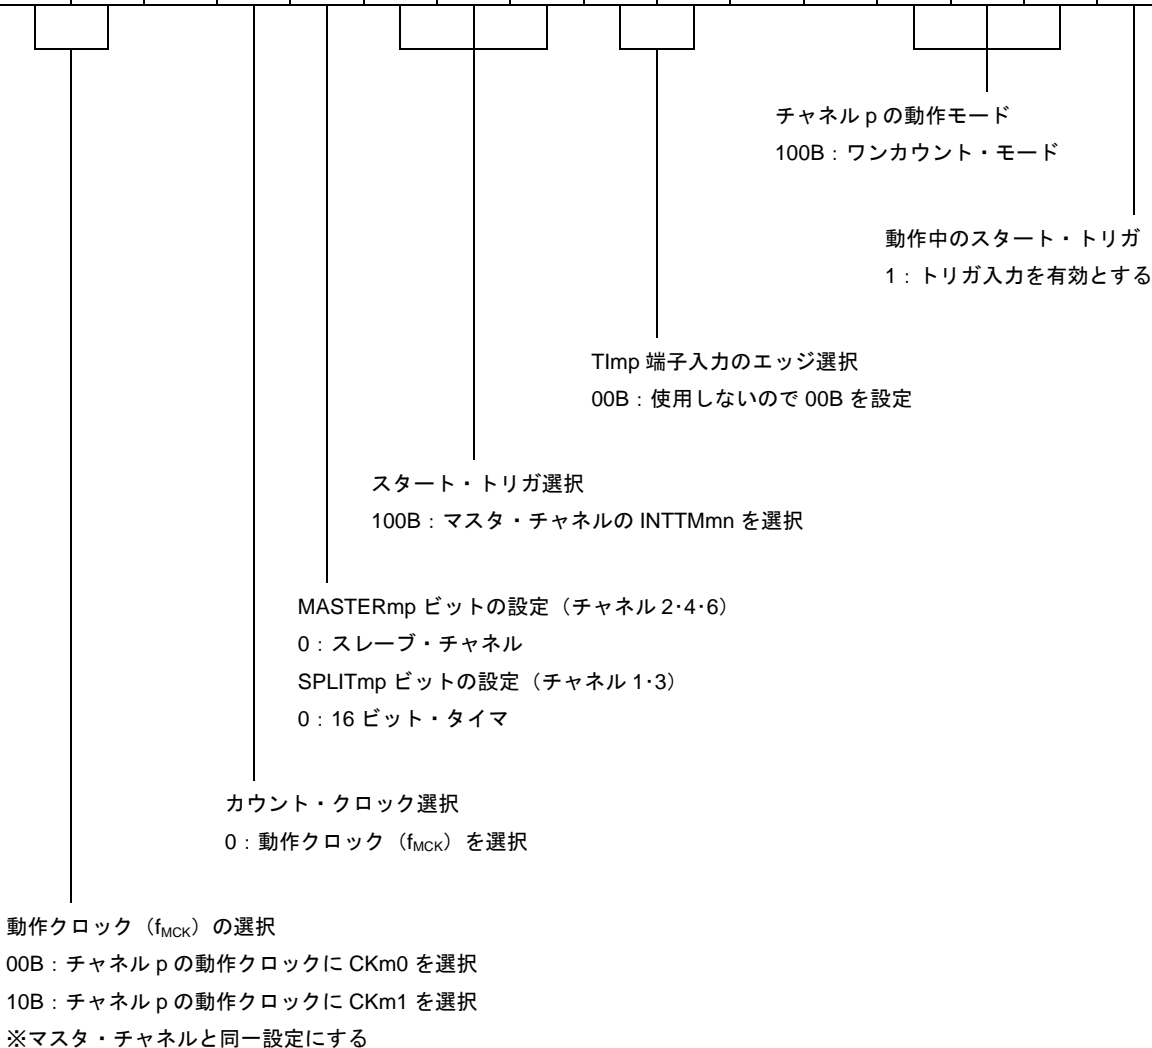 チャネル p の動作モード
100B：ワンカウント・モード
動作中のスタート・トリガ
1：トリガ入力を有効とする
TImp 端子入力のエッジ選択
00B：使用しないので 00B を設定
スタート・トリガ選択
100B：マスタ・チャネルの INTTMmn を選択
MASTERmp ビットの設定（チャネル 2･4･6）
0：スレーブ・チャネル
SPLITmp ビットの設定（チャネル 1･3）
0：16 ビット・タイマ
カウント・クロック選択
0：動作クロック（fMCK）を選択
動作クロック（fMCK）の選択
00B：チャネル p の動作クロックに CKm0 を選択
10B：チャネル p の動作クロックに CKm1 を選択
※マスタ・チャネルと同一設定にする